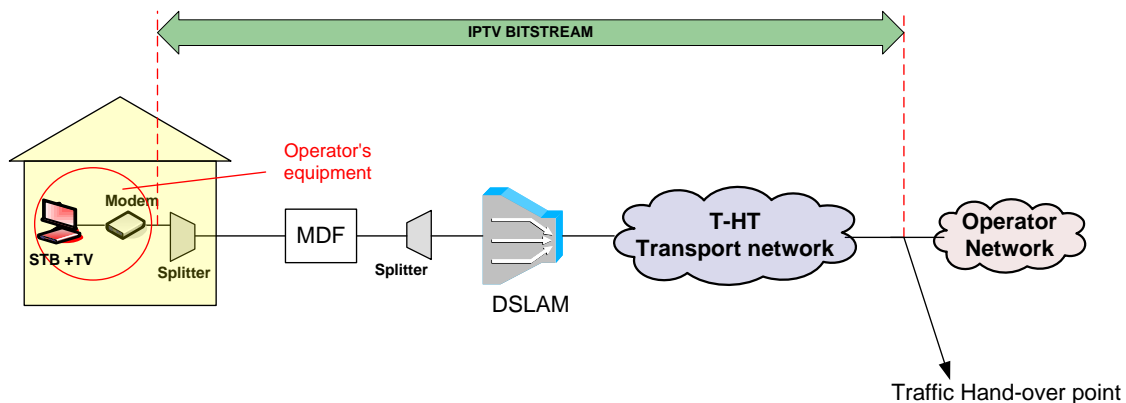 IPTV BITSTREAM
Operator's
equipment
Modem
STB +TV
Splitter
MDF
Splitter
DSLAM
T-HT
Transport network
Operator
Network
Traffic Hand-over point